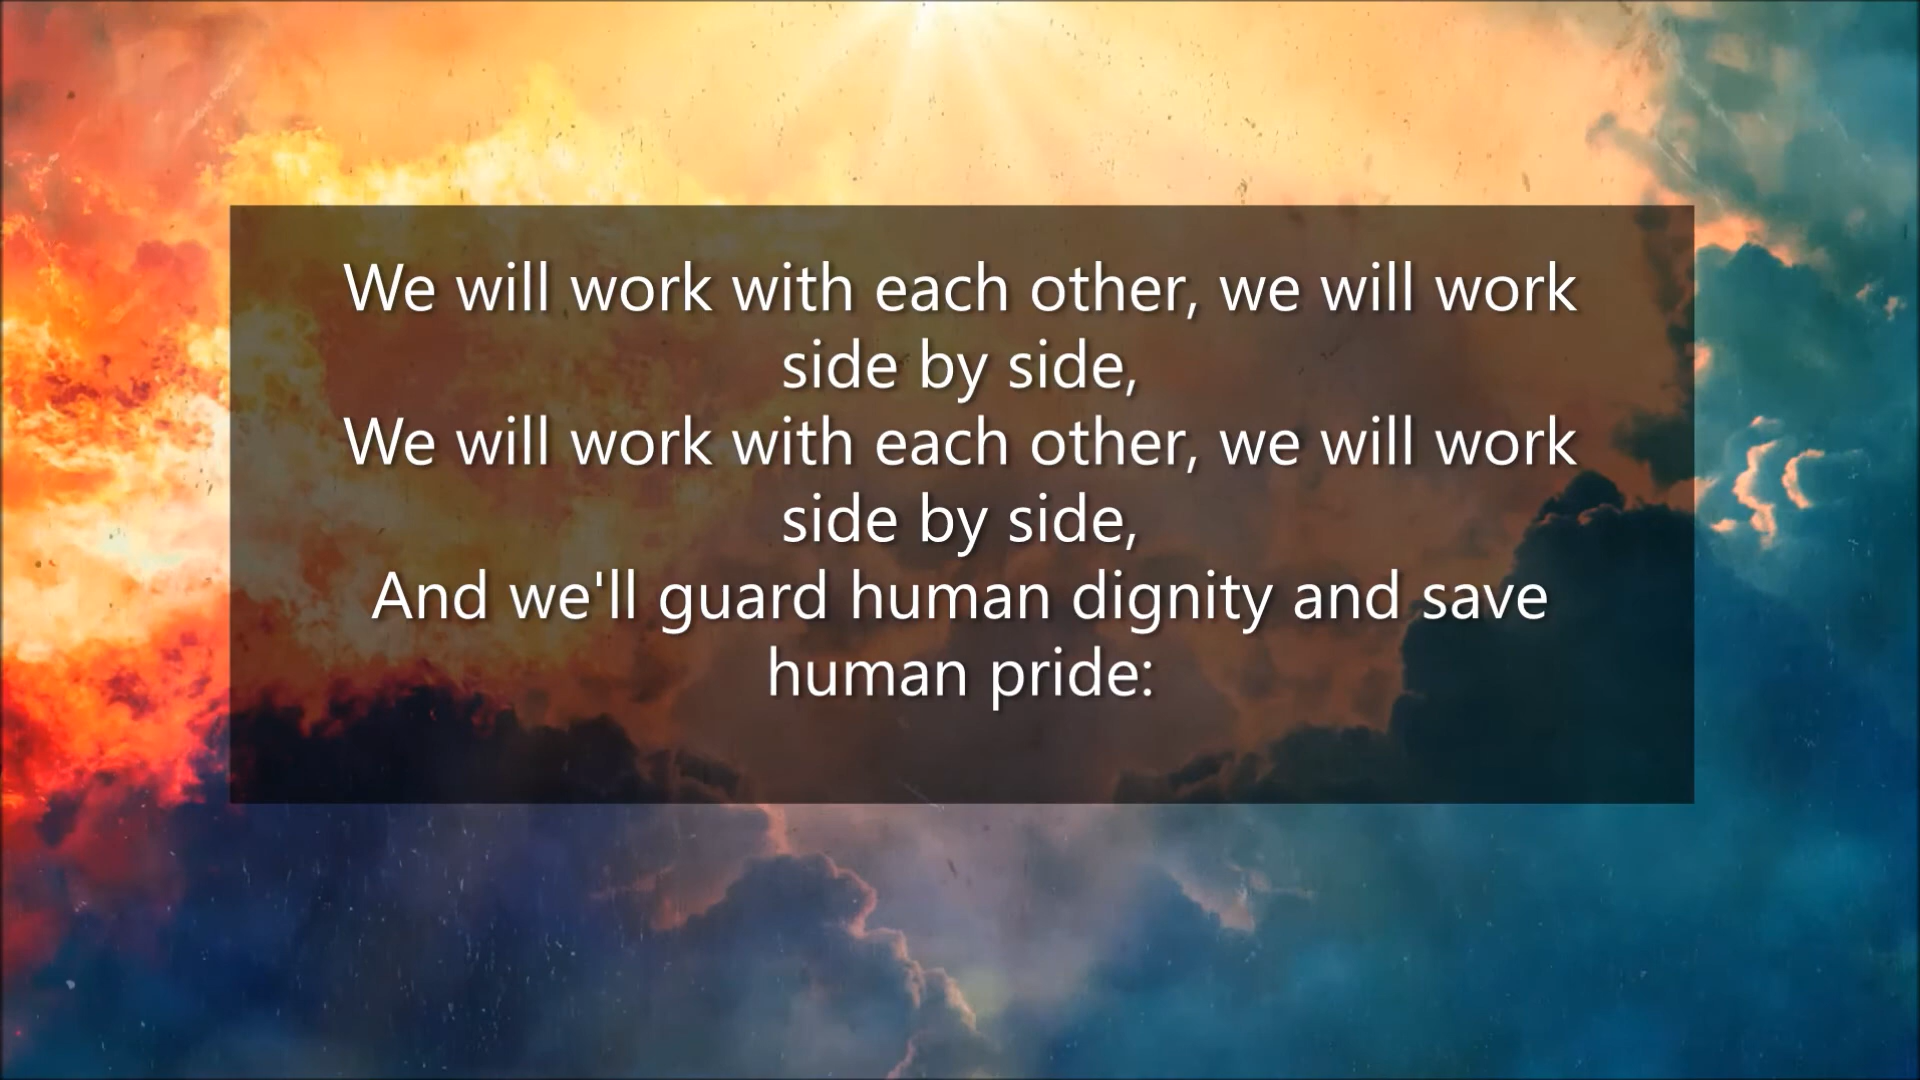 We will work with each other, we will work
side by side,
We will work with each other, we will work
side by side,
And we'll guard human dignity and save
human pride: